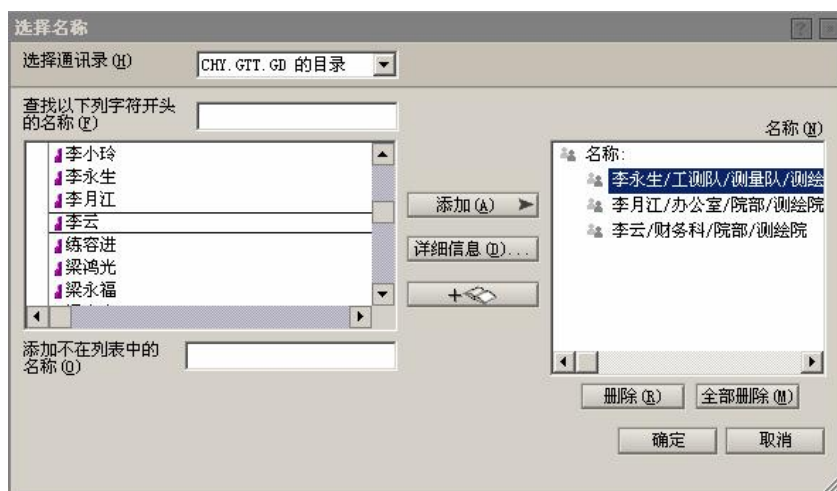 选择名称
选择通讯录(H)
CHY.GTT.GD 的目录
查找以下列字符开头
的名称(F)
李小玲
李永生
李月江
李云
练容进
梁鸿光
梁永福
添加不在列表中的
名称(O)
添加(A)
详细信息(D)...
+
名称(N)
名称:
李永生/工测队/测量队/测绘
李月江/办公室/院部/测绘院
李云/财务科/院部/测绘院
删除(R)
全部删除(M)
确定
取消